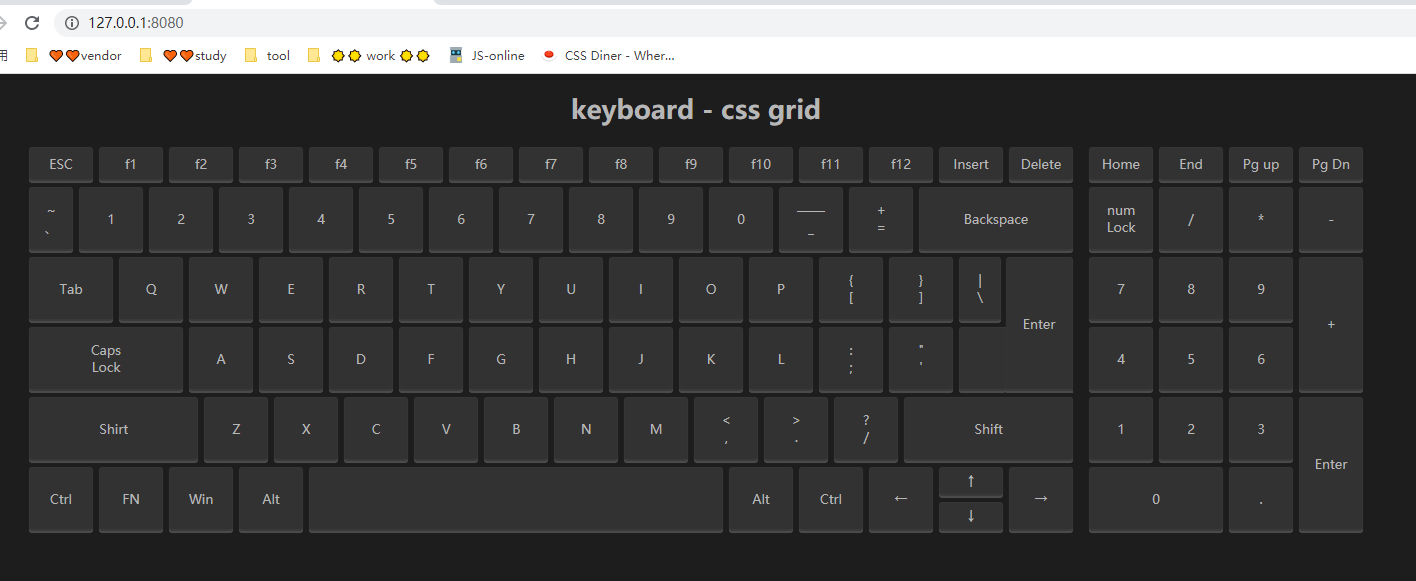 127.0.0.1:8080
用 🧡🧡vendor 🧡🧡study tool 🌞🌞 work 🌞🌞 JS-online CSS Diner - Wher...
keyboard - css grid
ESC f1 f2 f3 f4 f5 f6 f7 f8 f9 f10 f11 f12 Insert Delete Home End Pg up Pg Dn
~ ` 1 2 3 4 5 6 7 8 9 0 —— _ + = Backspace num Lock / * -
Tab Q W E R T Y U I O P { [ } ] | \ Enter 7 8 9 +
Caps Lock A S D F G H J K L : ; " ' 4 5 6
Shirt Z X C V B N M < , > . ? / Shift 1 2 3 Enter
Ctrl FN Win Alt Alt Ctrl ← ↑ ↓ → 0 .